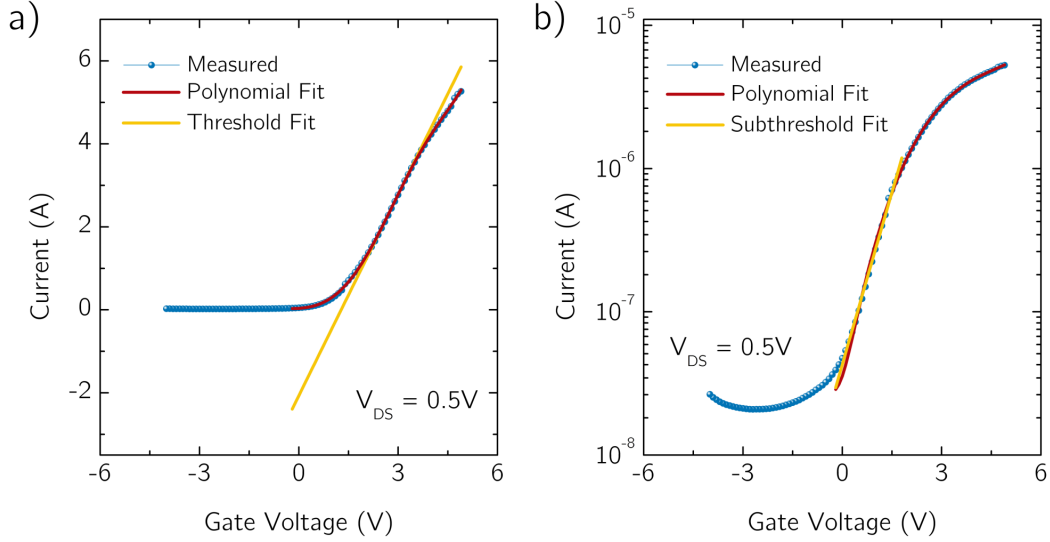 a)
Current (A)
6
4
2
0
-2
Measured
Polynomial Fit
Threshold Fit
V_DS = 0.5V
-6
-3
0
3
6
Gate Voltage (V)
b)
Current (A)
10^-5
10^-6
10^-7
10^-8
Measured
Polynomial Fit
Subthreshold Fit
V_DS = 0.5V
-6
-3
0
3
6
Gate Voltage (V)